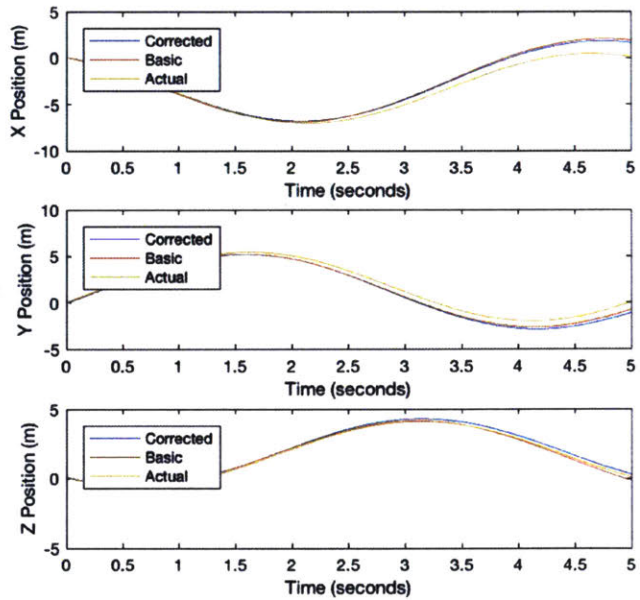 X Position (m)
5
0
-5
-10
Corrected
Basic
Actual
0 0.5 1 1.5 2 2.5 3 3.5 4 4.5 5
Time (seconds)
Y Position (m)
10
5
0
-5
Corrected
Basic
Actual
0 0.5 1 1.5 2 2.5 3 3.5 4 4.5 5
Time (seconds)
Z Position (m)
5
0
-5
Corrected
Basic
Actual
0 0.5 1 1.5 2 2.5 3 3.5 4 4.5 5
Time (seconds)